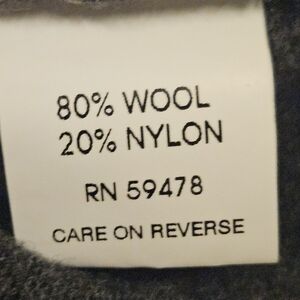 80% WOOL
20% NYLON
RN 59478
CARE ON REVERSE